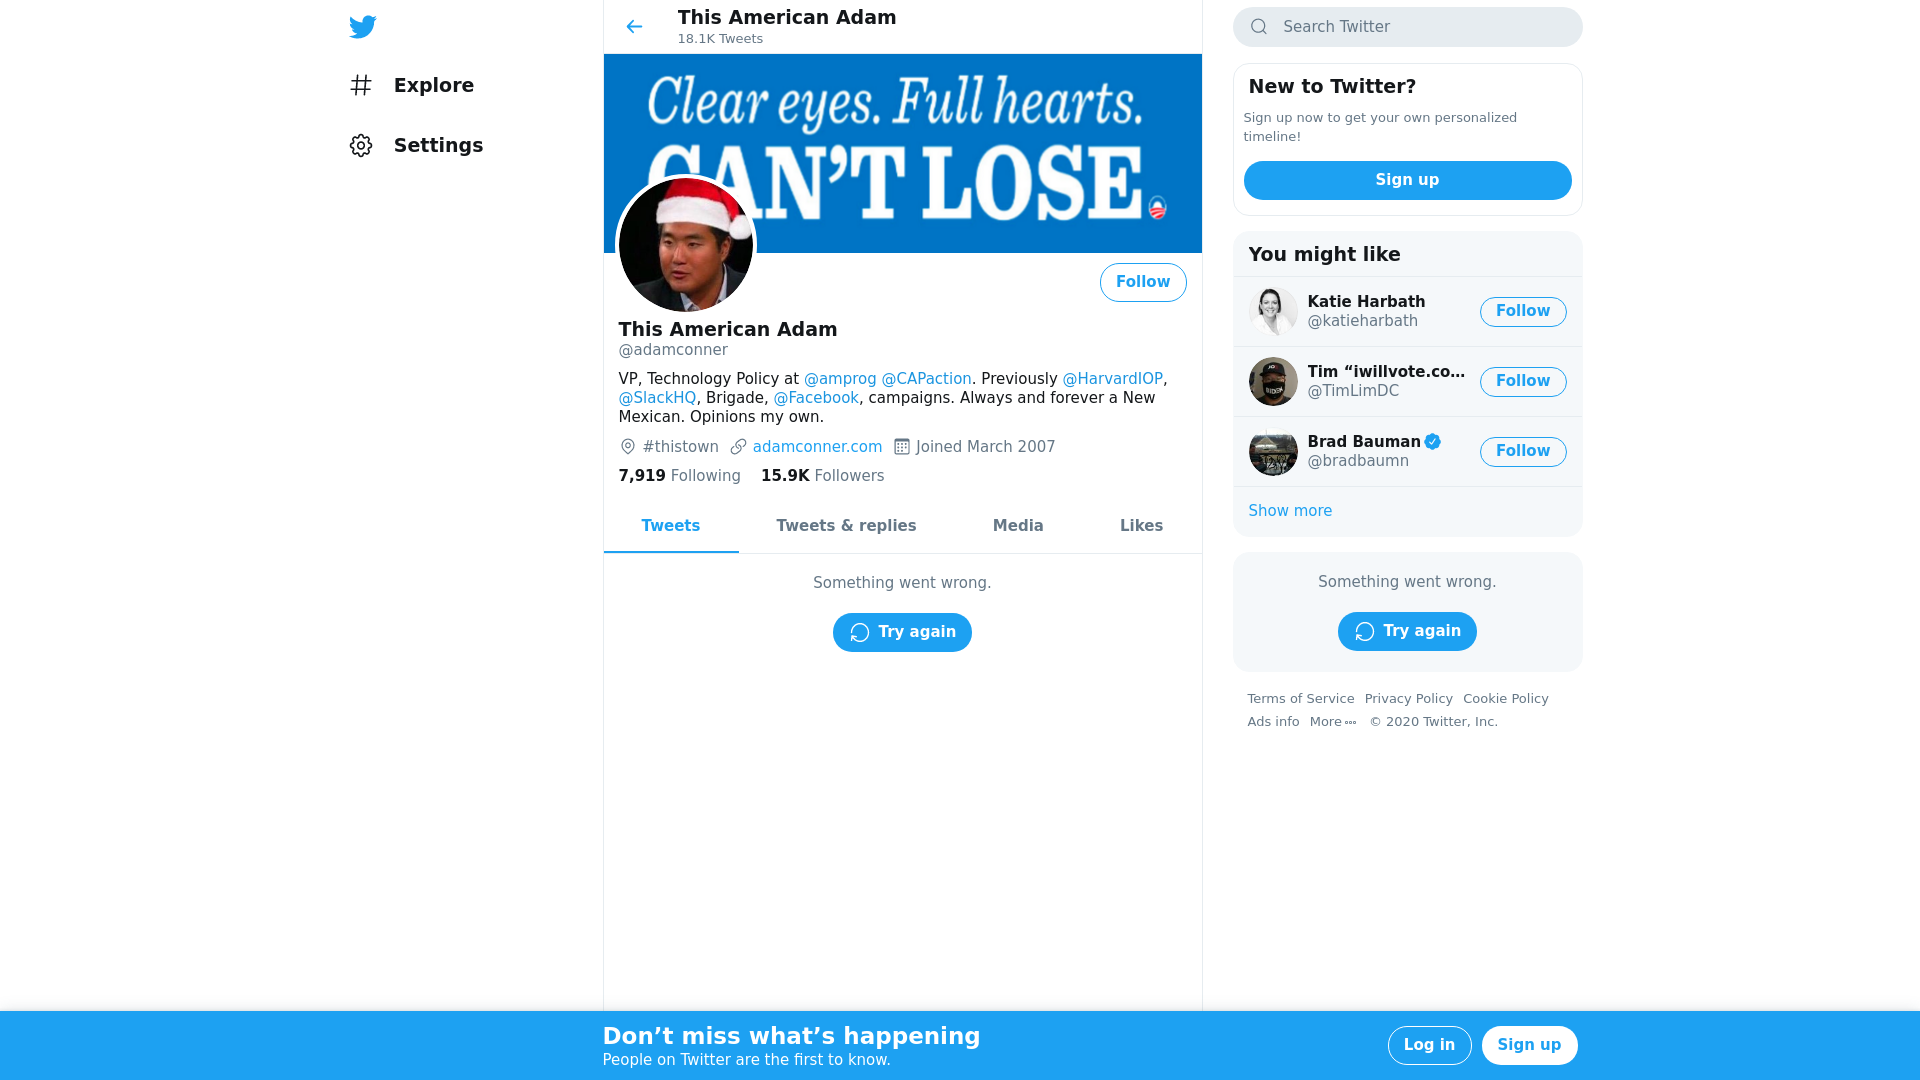 Explore
Settings
This American Adam
18.1K Tweets
Clear eyes. Full hearts.
CAN'T LOSE
Follow
This American Adam
@adamconner
VP, Technology Policy at @amprog @CAPaction. Previously @HarvardIOP,
@SlackHQ, Brigade, @Facebook, campaigns. Always and forever a New
Mexican. Opinions my own.
#thistown adamconner.com Joined March 2007
7,919 Following 15.9K Followers
Tweets Tweets & replies Media Likes
Something went wrong.
Try again
Search Twitter
New to Twitter?
Sign up now to get your own personalized
timeline!
Sign up
You might like
Katie Harbath
@katieharbath
Follow
Tim “iwillvote.co…
@TimLimDC
Follow
Brad Bauman
@bradbaumn
Follow
Show more
Something went wrong.
Try again
Terms of Service Privacy Policy Cookie Policy
Ads info More © 2020 Twitter, Inc.
Don’t miss what’s happening
People on Twitter are the first to know.
Log in Sign up